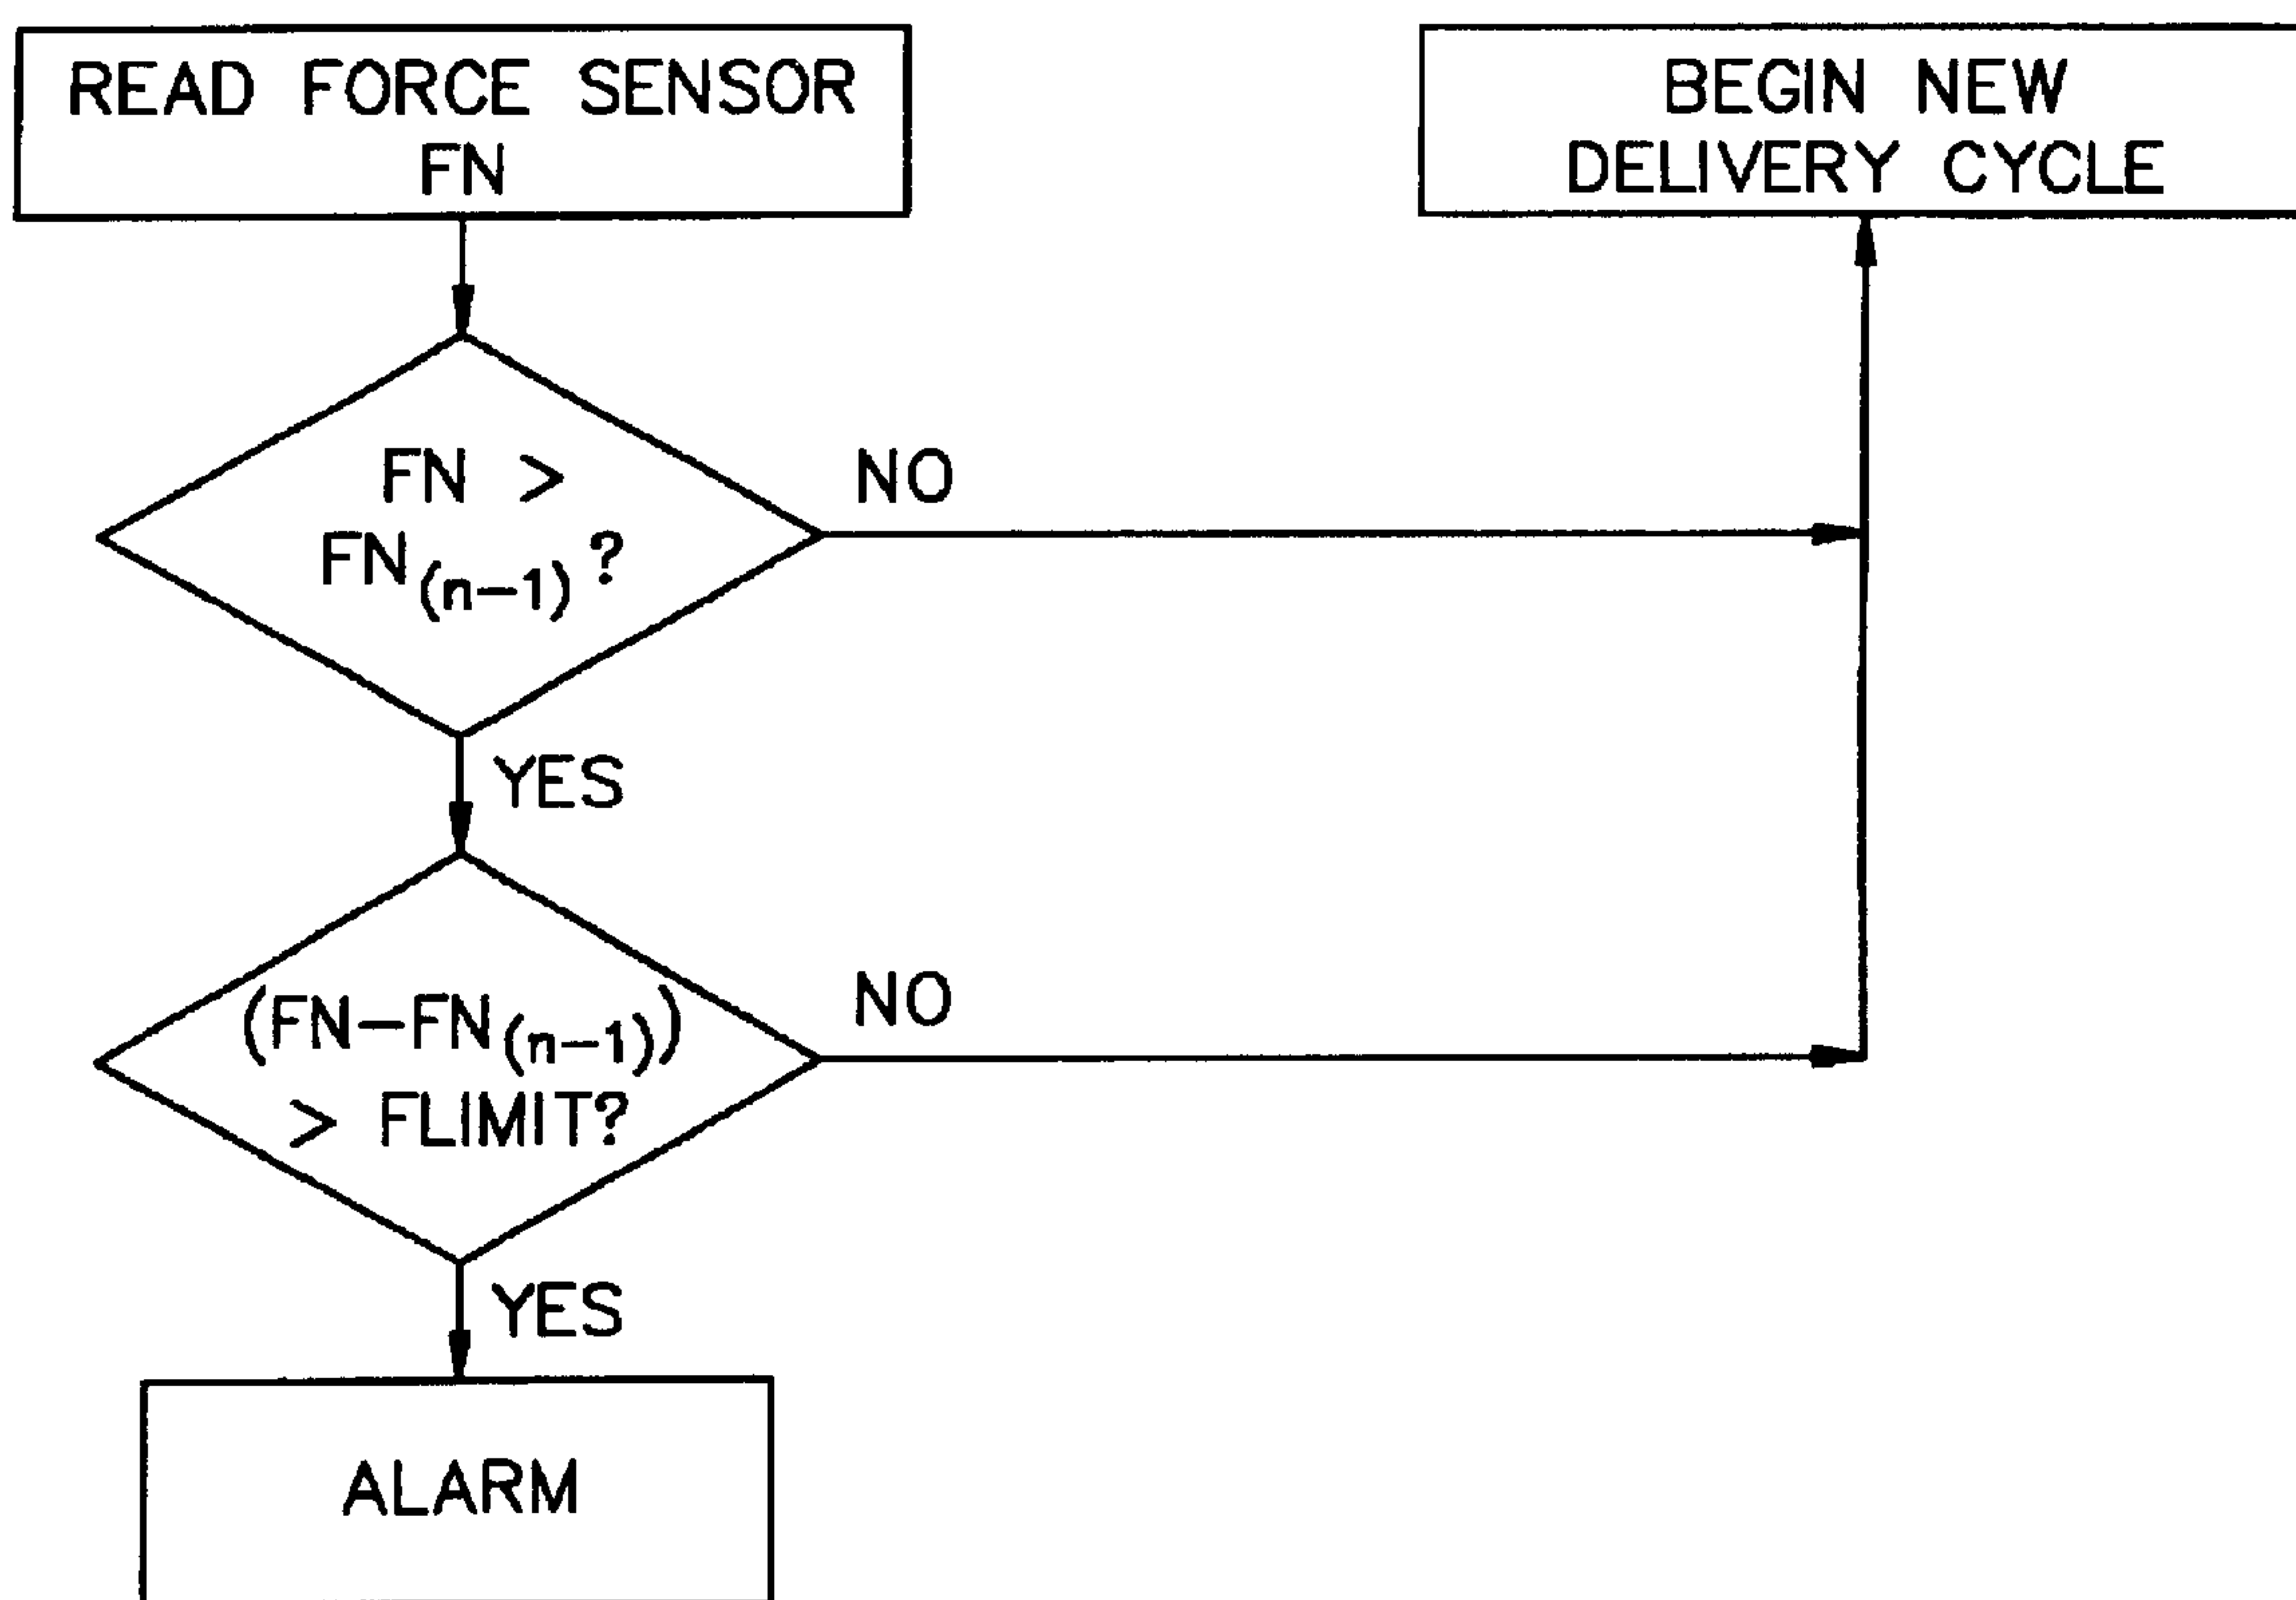 READ FORCE SENSOR
FN
BEGIN NEW
DELIVERY CYCLE
FN >
FN(n-1)?
NO
YES
(FN-FN(n-1))
> FLIMIT?
NO
YES
ALARM